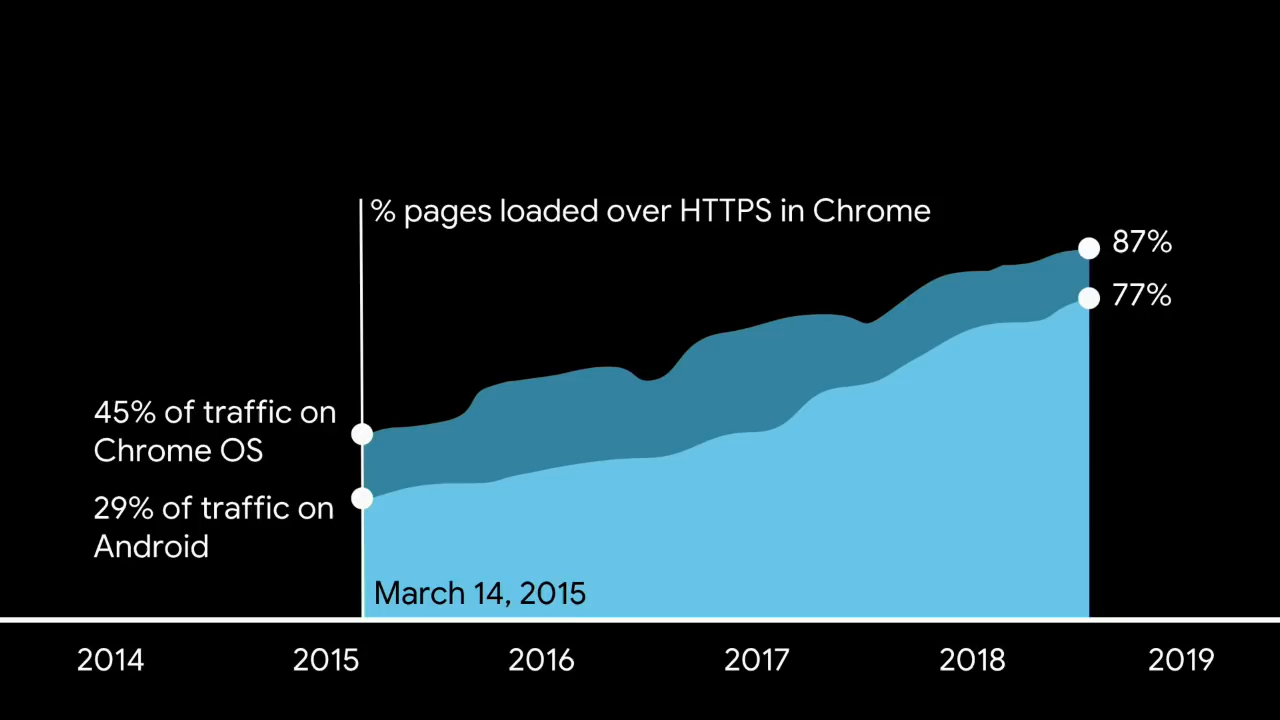 % pages loaded over HTTPS in Chrome
87%
77%
45% of traffic on
Chrome OS
29% of traffic on
Android
March 14, 2015
2014 2015 2016 2017 2018 2019